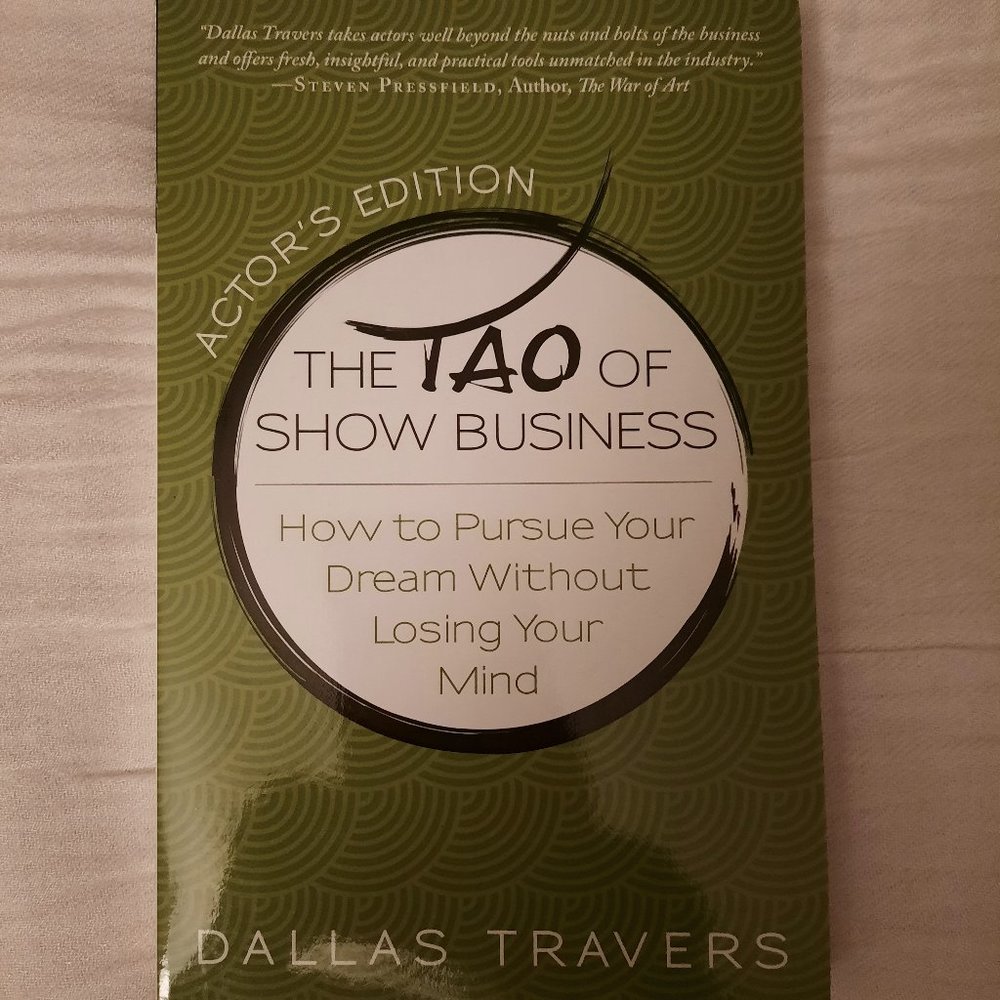 "Dallas Travers takes actors well beyond the nuts and bolts of the business
and offers fresh, insightful, and practical tools unmatched in the industry."
—STEVEN PRESSFIELD, Author, The War of Art
ACTOR'S EDITION
THE TAO OF
SHOW BUSINESS
How to Pursue Your
Dream Without
Losing Your
Mind
DALLAS TRAVERS